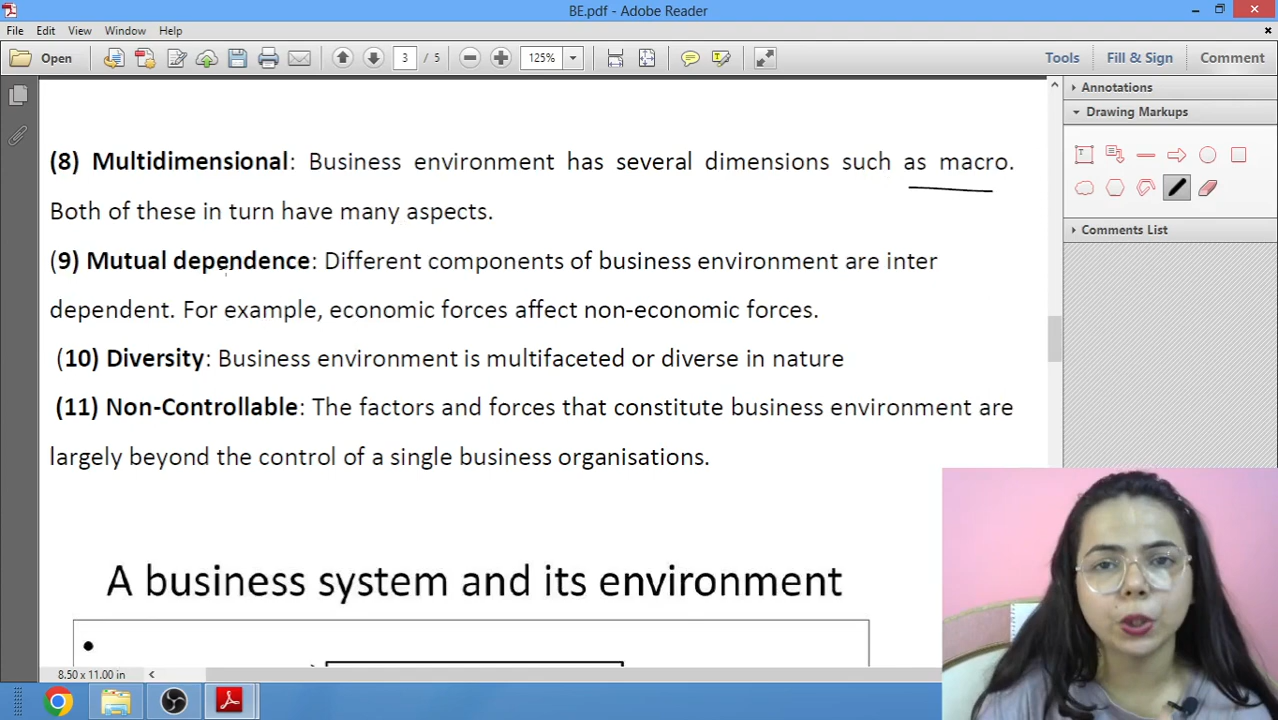 BE.pdf - Adobe Reader
File Edit View Window Help
Open 3 / 5 125% Tools Fill & Sign Comment
Annotations
Drawing Markups
Comments List
(8) Multidimensional: Business environment has several dimensions such as macro.
Both of these in turn have many aspects.
(9) Mutual dependence: Different components of business environment are inter
dependent. For example, economic forces affect non-economic forces.
(10) Diversity: Business environment is multifaceted or diverse in nature
(11) Non-Controllable: The factors and forces that constitute business environment are
largely beyond the control of a single business organisations.
A business system and its environment
8.50 x 11.00 in